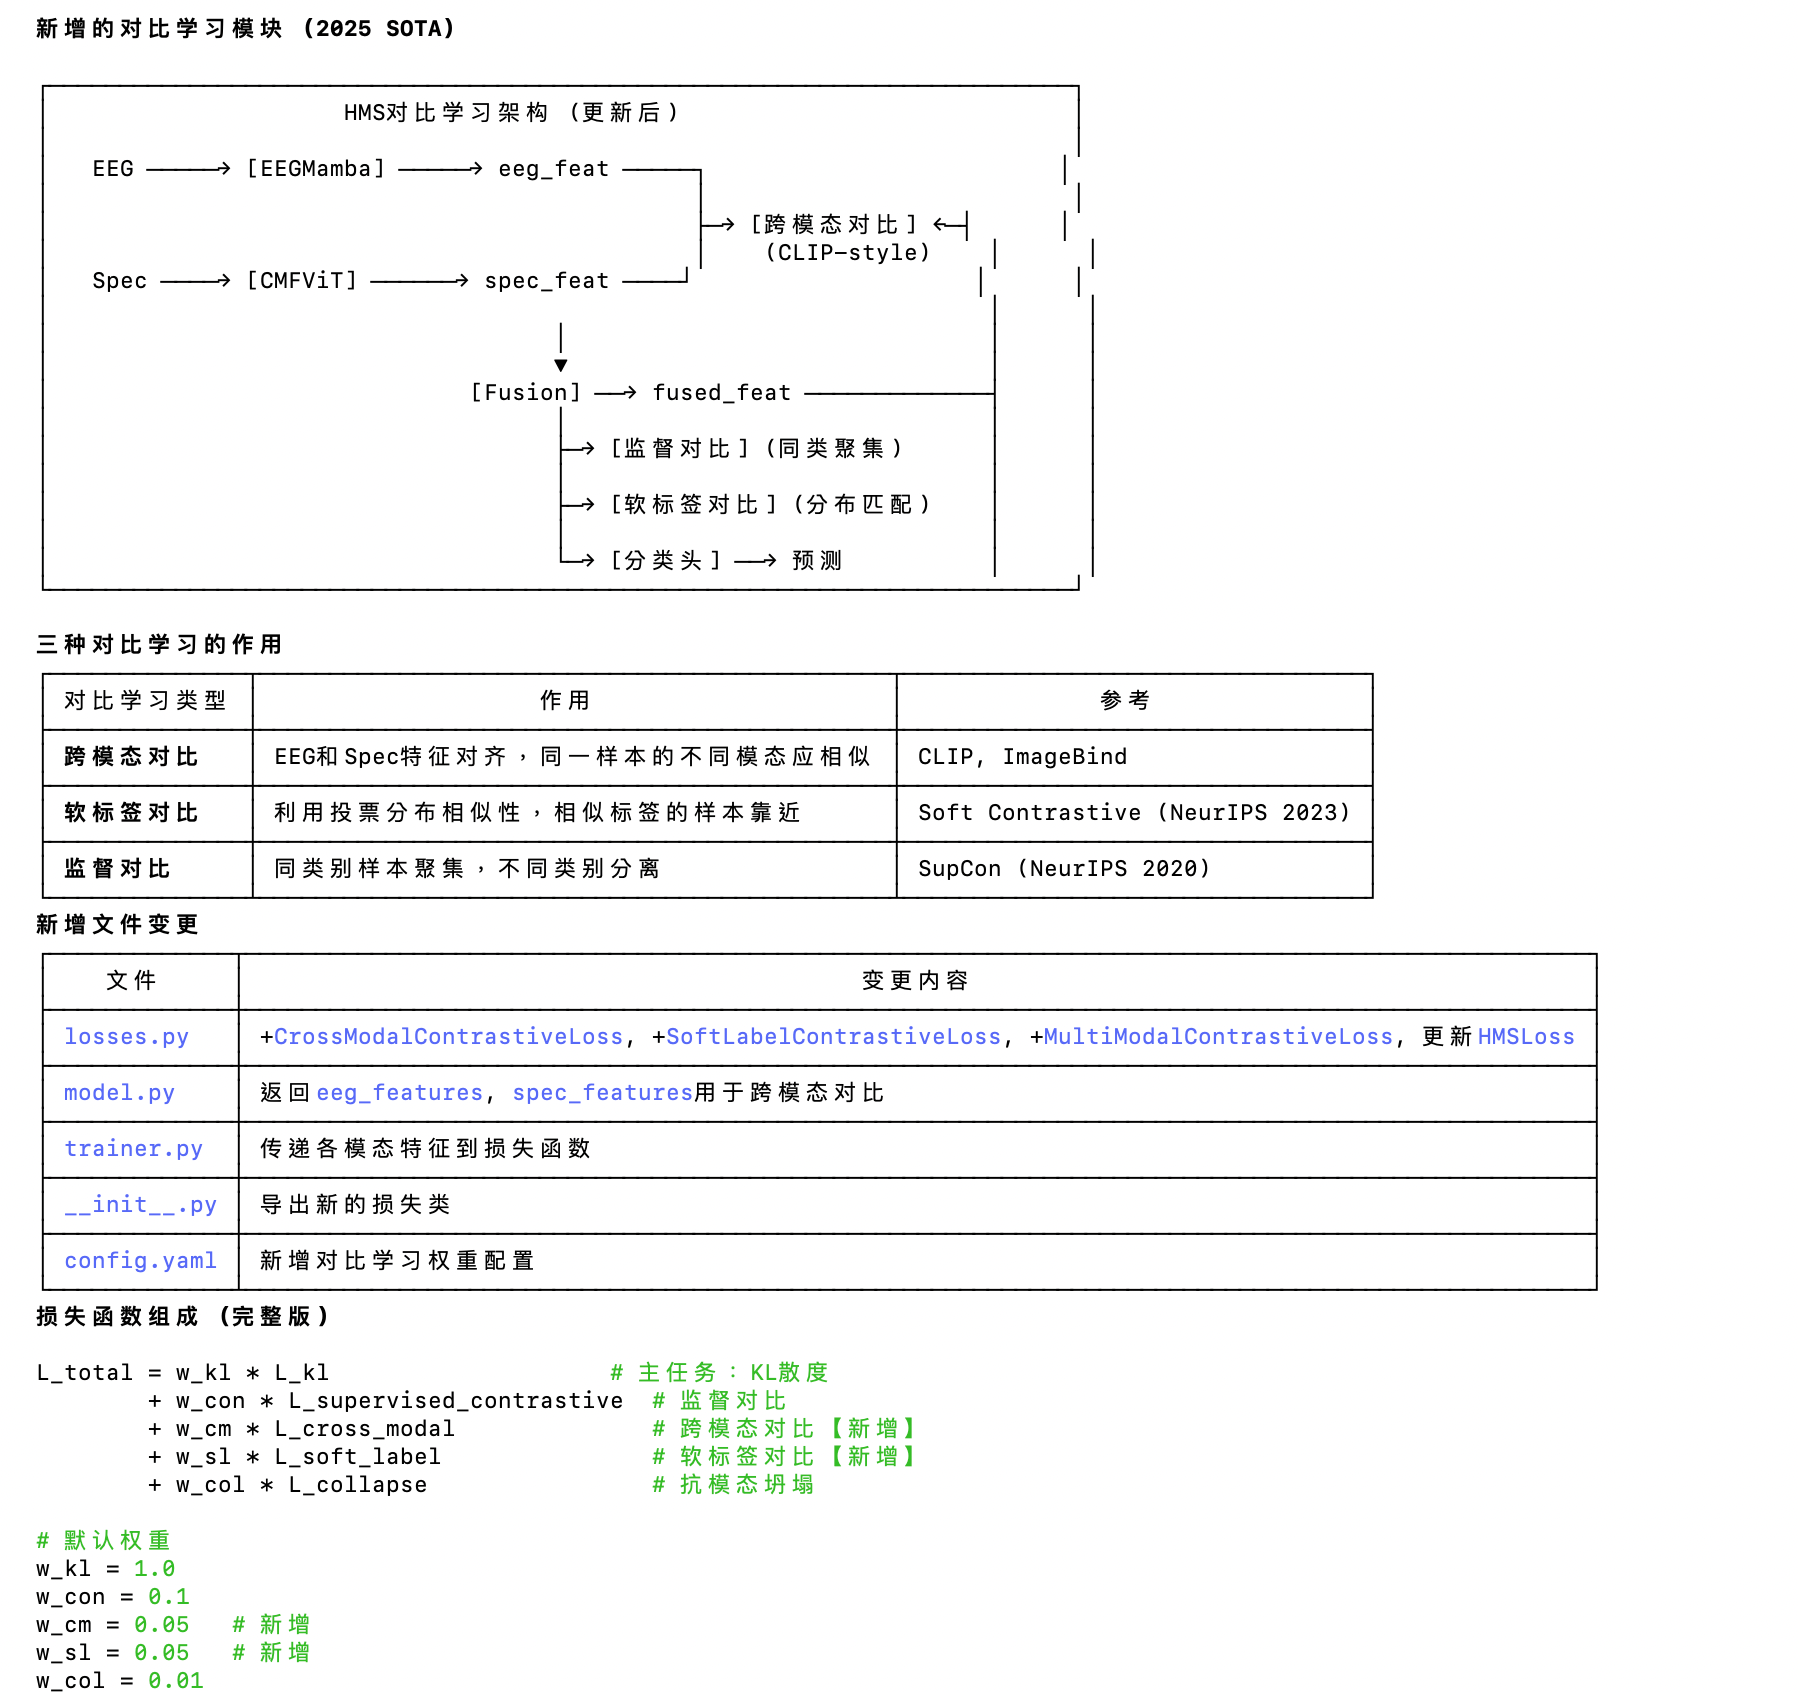 新增的对比学习模块 (2025 SOTA)
HMS对比学习架构 (更新后)
EEG ──────→ [EEGMamba] ──────→ eeg_feat ──────┐
├──→ [跨模态对比] ←──┤
(CLIP-style)
Spec ─────→ [CMFViT] ───────→ spec_feat ─────┘
│
▼
[Fusion] ──→ fused_feat ──────────────┤
├──→ [监督对比] (同类聚集)
├──→ [软标签对比] (分布匹配)
└──→ [分类头] ──→ 预测
三种对比学习的作用
对比学习类型 作用 参考
跨模态对比 EEG和Spec特征对齐，同一样本的不同模态应相似 CLIP, ImageBind
软标签对比 利用投票分布相似性，相似标签的样本靠近 Soft Contrastive (NeurIPS 2023)
监督对比 同类别样本聚集，不同类别分离 SupCon (NeurIPS 2020)
新增文件变更
文件 变更内容
losses.py +CrossModalContrastiveLoss, +SoftLabelContrastiveLoss, +MultiModalContrastiveLoss, 更新HMSLoss
model.py 返回eeg_features, spec_features用于跨模态对比
trainer.py 传递各模态特征到损失函数
__init__.py 导出新的损失类
config.yaml 新增对比学习权重配置
损失函数组成 (完整版)
L_total = w_kl * L_kl # 主任务：KL散度
+ w_con * L_supervised_contrastive # 监督对比
+ w_cm * L_cross_modal # 跨模态对比【新增】
+ w_sl * L_soft_label # 软标签对比【新增】
+ w_col * L_collapse # 抗模态坍塌
# 默认权重
w_kl = 1.0
w_con = 0.1
w_cm = 0.05 # 新增
w_sl = 0.05 # 新增
w_col = 0.01